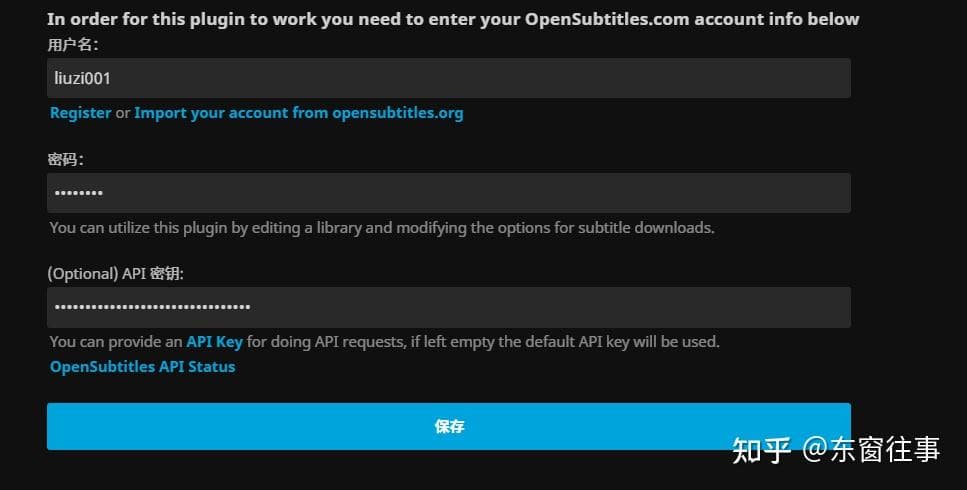 In order for this plugin to work you need to enter your OpenSubtitles.com account info below
用户名:
liuzi001
Register or Import your account from opensubtitles.org
密码:
••••••••
You can utilize this plugin by editing a library and modifying the options for subtitle downloads.
(Optional) API 密钥:
••••••••••••••••••••••••••••••••
You can provide an API Key for doing API requests, if left empty the default API key will be used.
OpenSubtitles API Status
保存
知乎 @东窗往事